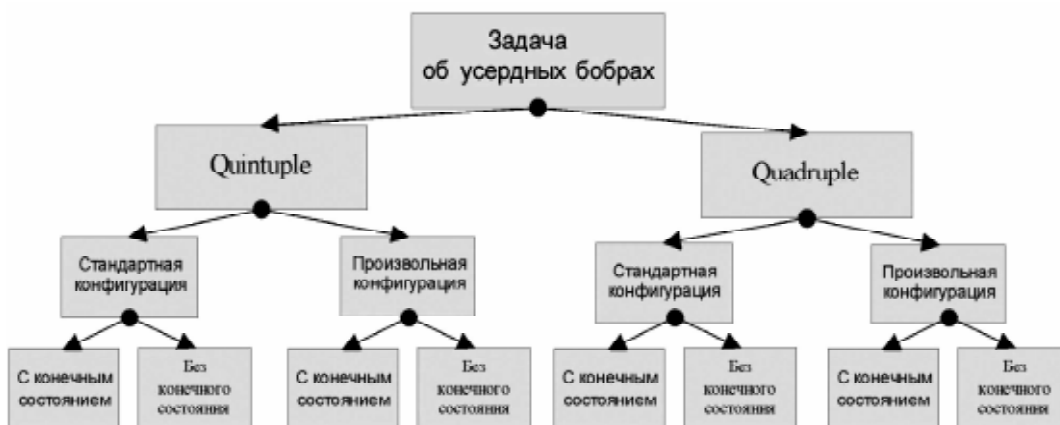 Задача
об усердных бобрах
Quintuple
Quadruple
Стандартная
конфигурация
Произвольная
конфигурация
Стандартная
конфигурация
Произвольная
конфигурация
С конечным
состоянием
Без
конечного
состояния
С конечным
состоянием
Без
конечного
состояния
С конечным
состоянием
Без
конечного
состояния
С конечным
состоянием
Без
конечного
состояния